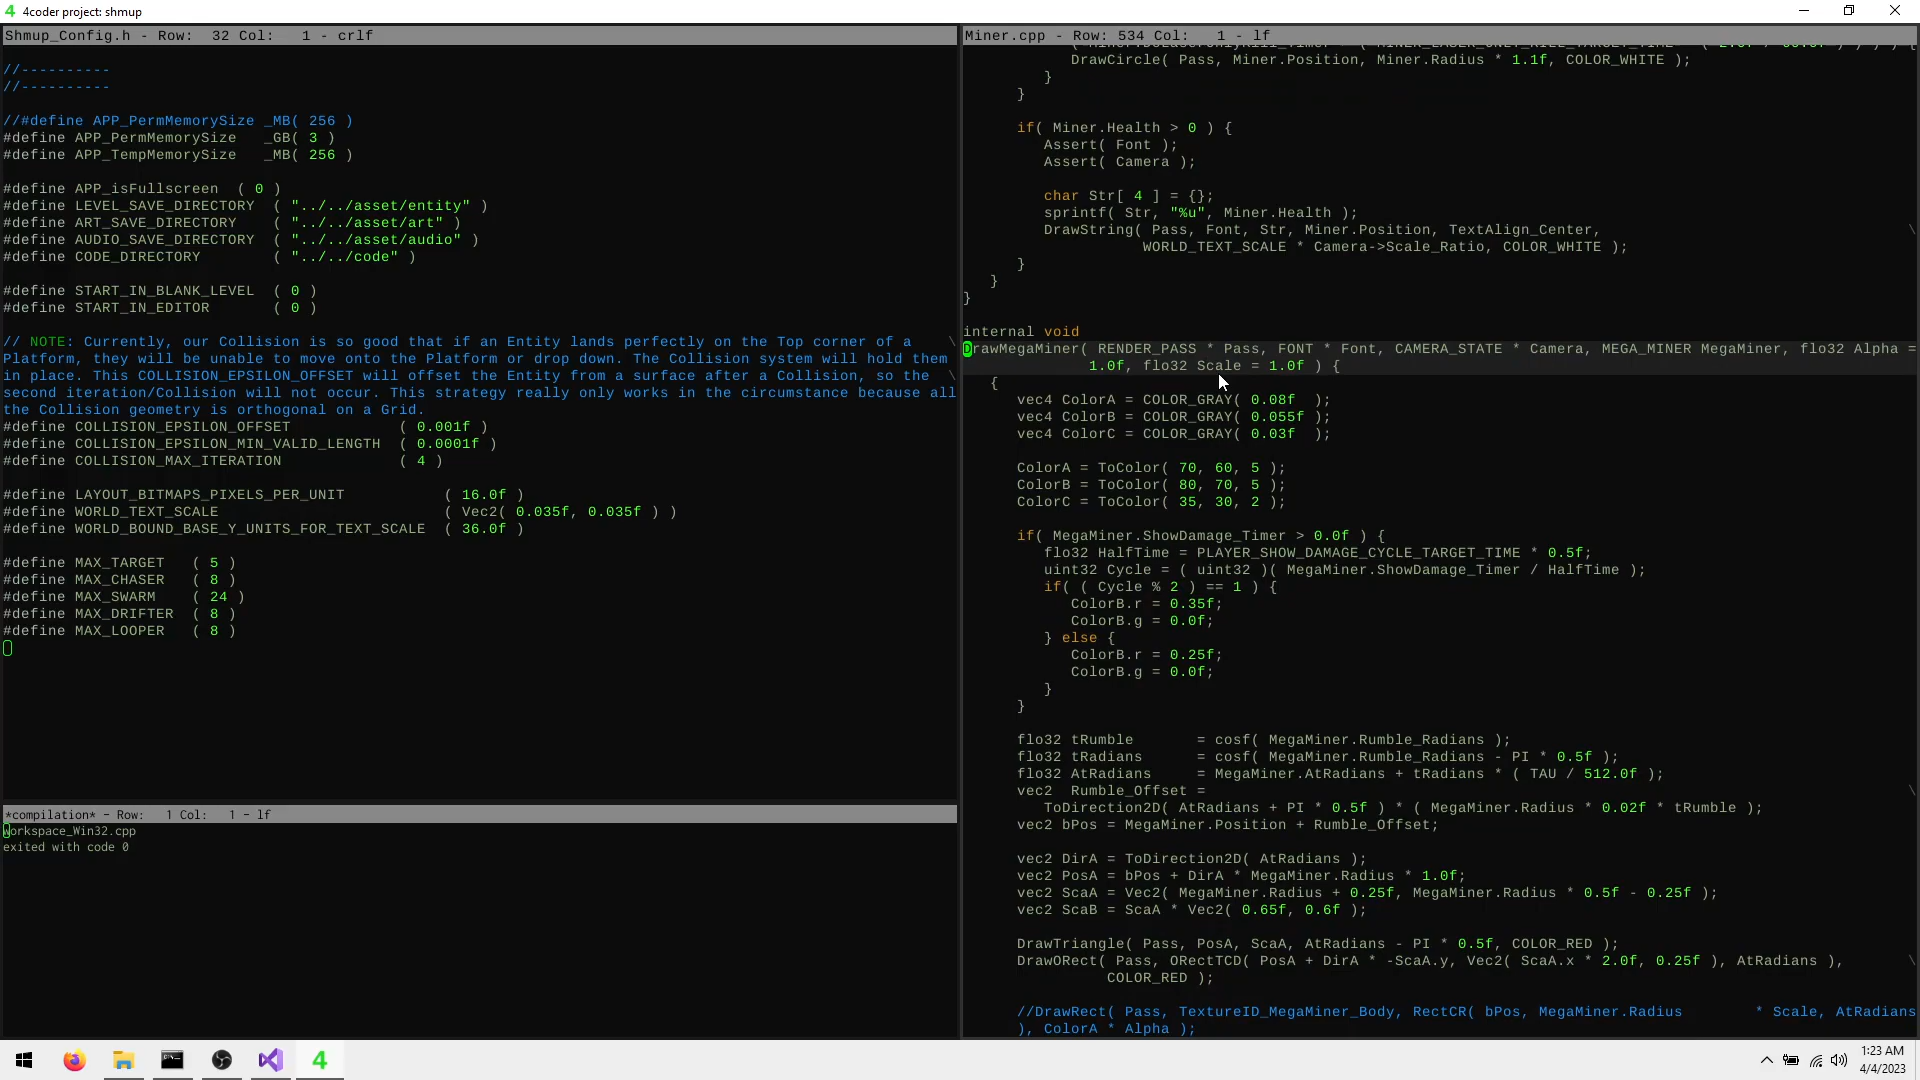 4coder project: shmup
Shmup_Config.h - Row:  32 Col:   1 - crlf
//----------
//----------
//#define APP_PermMemorySize _MB( 256 )
#define APP_PermMemorySize   _GB( 3 )
#define APP_TempMemorySize   _MB( 256 )
#define APP_isFullscreen  ( 0 )
#define LEVEL_SAVE_DIRECTORY  ( "../../asset/entity" )
#define ART_SAVE_DIRECTORY    ( "../../asset/art" )
#define AUDIO_SAVE_DIRECTORY  ( "../../asset/audio" )
#define CODE_DIRECTORY        ( "../../code" )
#define START_IN_BLANK_LEVEL  ( 0 )
#define START_IN_EDITOR       ( 0 )
// NOTE: Currently, our Collision is so good that if an Entity lands perfectly on the Top corner of a \
Platform, they will be unable to move onto the Platform or drop down. The Collision system will hold them \
in place. This COLLISION_EPSILON_OFFSET will offset the Entity from a surface after a Collision, so the \
second iteration/Collision will not occur. This strategy really only works in the circumstance because all
the Collision geometry is orthogonal on a Grid.
#define COLLISION_EPSILON_OFFSET            ( 0.001f )
#define COLLISION_EPSILON_MIN_VALID_LENGTH  ( 0.0001f )
#define COLLISION_MAX_ITERATION             ( 4 )
#define LAYOUT_BITMAPS_PIXELS_PER_UNIT           ( 16.0f )
#define WORLD_TEXT_SCALE                         ( Vec2( 0.035f, 0.035f ) )
#define WORLD_BOUND_BASE_Y_UNITS_FOR_TEXT_SCALE  ( 36.0f )
#define MAX_TARGET   ( 5 )
#define MAX_CHASER   ( 8 )
#define MAX_SWARM    ( 24 )
#define MAX_DRIFTER  ( 8 )
#define MAX_LOOPER   ( 8 )
*compilation* - Row:   1 Col:   1 - lf
workspace_Win32.cpp
exited with code 0
Miner.cpp - Row: 534 Col:   1 - lf
DrawCircle( Pass, Miner.Position, Miner.Radius * 1.1f, COLOR_WHITE );
}
}
if( Miner.Health > 0 ) {
Assert( Font );
Assert( Camera );
char Str[ 4 ] = {};
sprintf( Str, "%u", Miner.Health );
DrawString( Pass, Font, Str, Miner.Position, TextAlign_Center, \
WORLD_TEXT_SCALE * Camera->Scale_Ratio, COLOR_WHITE );
}
}
}
internal void
DrawMegaMiner( RENDER_PASS * Pass, FONT * Font, CAMERA_STATE * Camera, MEGA_MINER MegaMiner, flo32 Alpha =
1.0f, flo32 Scale = 1.0f ) {
{
vec4 ColorA = COLOR_GRAY( 0.08f  );
vec4 ColorB = COLOR_GRAY( 0.055f );
vec4 ColorC = COLOR_GRAY( 0.03f  );
ColorA = ToColor( 70, 60, 5 );
ColorB = ToColor( 80, 70, 5 );
ColorC = ToColor( 35, 30, 2 );
if( MegaMiner.ShowDamage_Timer > 0.0f ) {
flo32 HalfTime = PLAYER_SHOW_DAMAGE_CYCLE_TARGET_TIME * 0.5f;
uint32 Cycle = ( uint32 )( MegaMiner.ShowDamage_Timer / HalfTime );
if( ( Cycle % 2 ) == 1 ) {
ColorB.r = 0.35f;
ColorB.g = 0.0f;
} else {
ColorB.r = 0.25f;
ColorB.g = 0.0f;
}
}
flo32 tRumble       = cosf( MegaMiner.Rumble_Radians );
flo32 tRadians      = cosf( MegaMiner.Rumble_Radians - PI * 0.5f );
flo32 AtRadians     = MegaMiner.AtRadians + tRadians * ( TAU / 512.0f );
vec2  Rumble_Offset = \
ToDirection2D( AtRadians + PI * 0.5f ) * ( MegaMiner.Radius * 0.02f * tRumble );
vec2 bPos = MegaMiner.Position + Rumble_Offset;
vec2 DirA = ToDirection2D( AtRadians );
vec2 PosA = bPos + DirA * MegaMiner.Radius * 1.0f;
vec2 ScaA = Vec2( MegaMiner.Radius + 0.25f, MegaMiner.Radius * 0.5f - 0.25f );
vec2 ScaB = ScaA * Vec2( 0.65f, 0.6f );
DrawTriangle( Pass, PosA, ScaA, AtRadians - PI * 0.5f, COLOR_RED );
DrawORect( Pass, ORectTCD( PosA + DirA * -ScaA.y, Vec2( ScaA.x * 2.0f, 0.25f ), AtRadians ), \
COLOR_RED );
//DrawRect( Pass, TextureID_MegaMiner_Body, RectCR( bPos, MegaMiner.Radius        * Scale, AtRadians
), ColorA * Alpha );
1:23 AM
4/4/2023